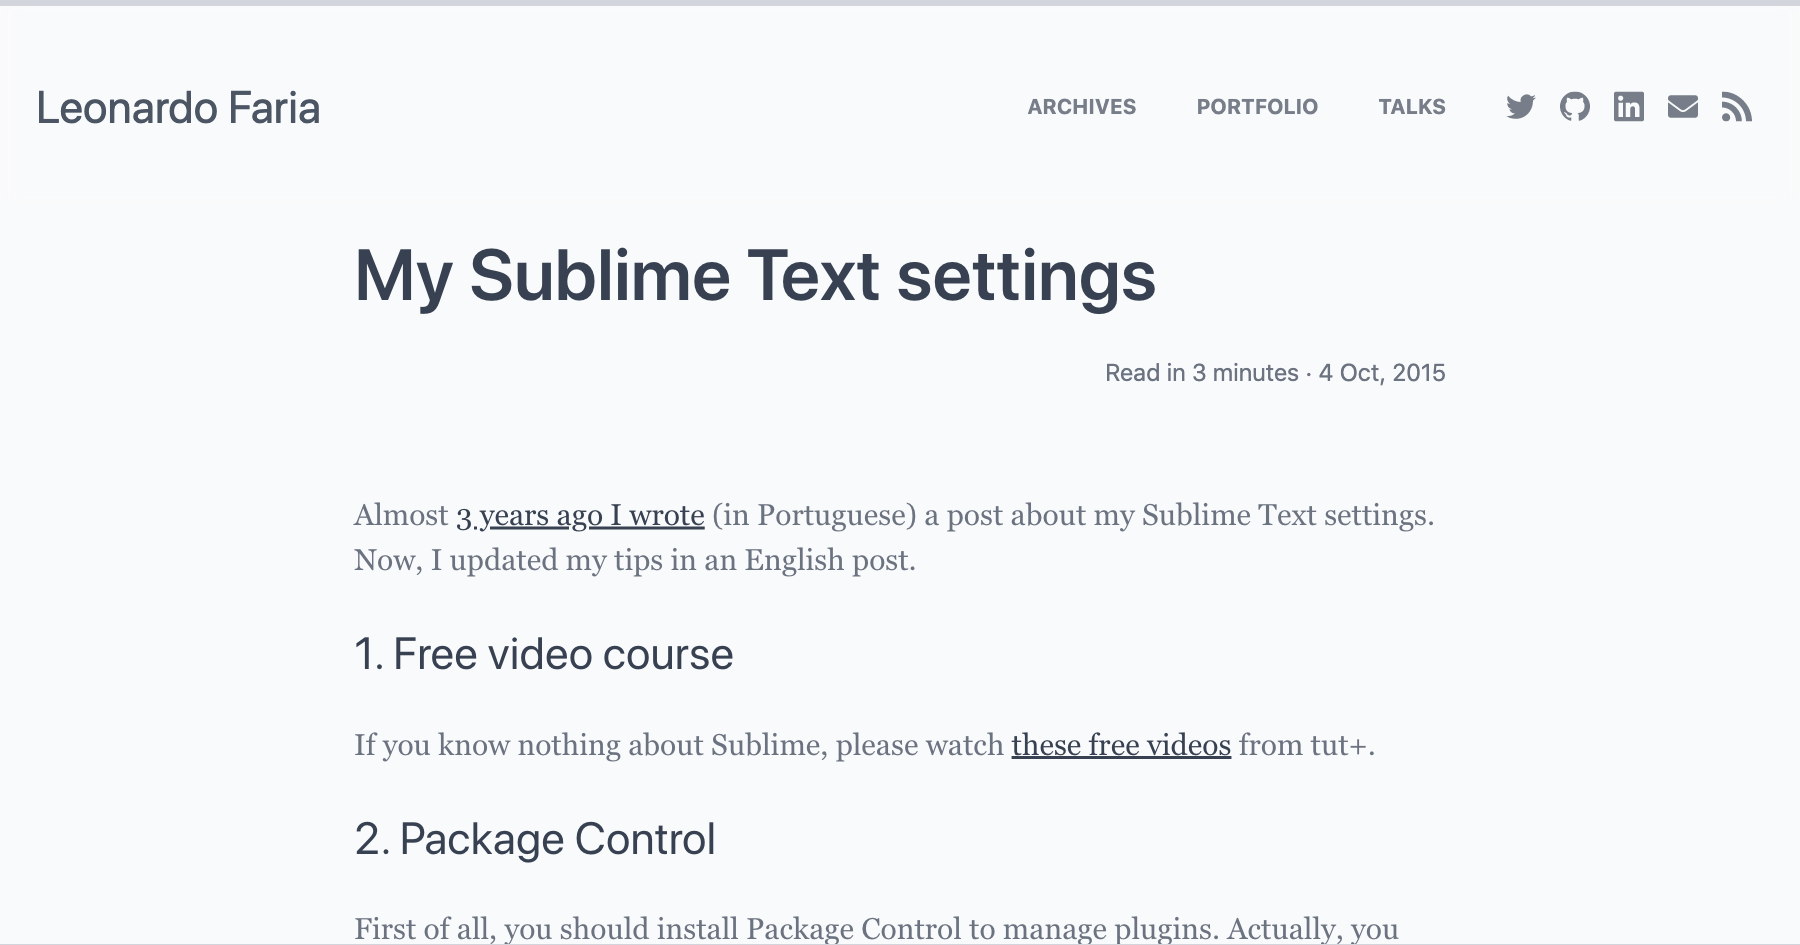 Leonardo Faria
ARCHIVES PORTFOLIO TALKS
My Sublime Text settings
Read in 3 minutes · 4 Oct, 2015
Almost 3 years ago I wrote (in Portuguese) a post about my Sublime Text settings.
Now, I updated my tips in an English post.
1. Free video course
If you know nothing about Sublime, please watch these free videos from tut+.
2. Package Control
First of all, you should install Package Control to manage plugins. Actually, you